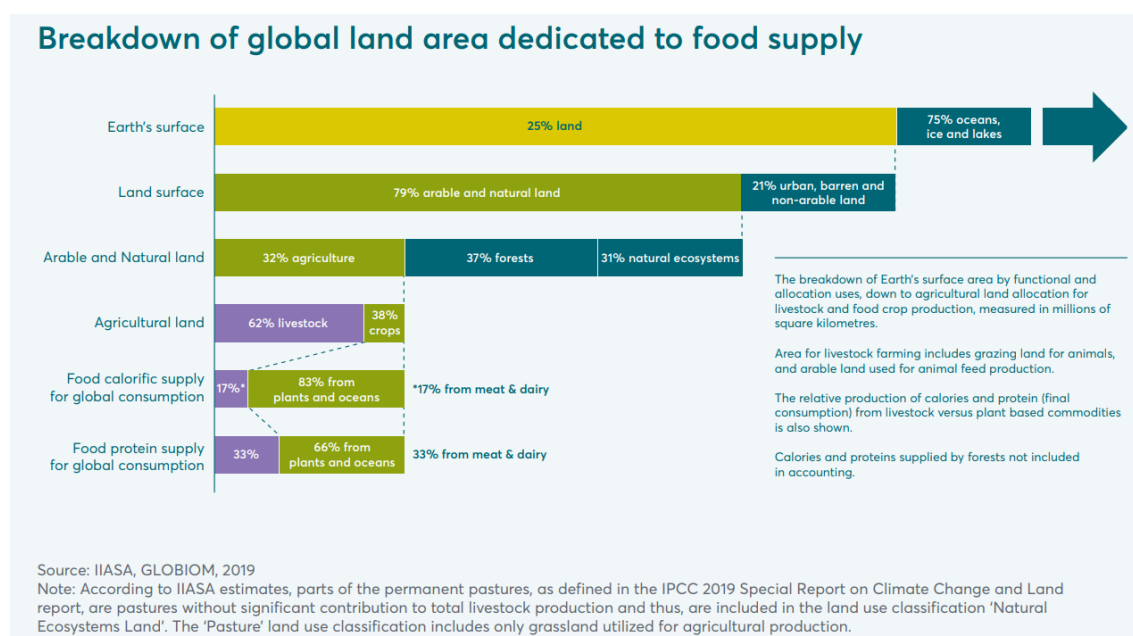 Breakdown of global land area dedicated to food supply
Earth's surface
25% land
75% oceans,
ice and lakes
Land surface
79% arable and natural land
21% urban, barren and
non-arable land
Arable and Natural land
32% agriculture
37% forests
31% natural ecosystems
Agricultural land
62% livestock
38%
crops
Food calorific supply
for global consumption
17%*
83% from
plants and oceans
*17% from meat & dairy
Food protein supply
for global consumption
33%
66% from
plants and oceans
33% from meat & dairy
The breakdown of Earth's surface area by functional and
allocation uses, down to agricultural land allocation for
livestock and food crop production, measured in millions of
square kilometres.
Area for livestock farming includes grazing land for animals,
and arable land used for animal feed production.
The relative production of calories and protein (final
consumption) from livestock versus plant based commodities
is also shown.
Calories and proteins supplied by forests not included
in accounting.
Source: IIASA, GLOBIOM, 2019
Note: According to IIASA estimates, parts of the permanent pastures, as defined in the IPCC 2019 Special Report on Climate Change and Land
report, are pastures without significant contribution to total livestock production and thus, are included in the land use classification 'Natural
Ecosystems Land'. The 'Pasture' land use classification includes only grassland utilized for agricultural production.